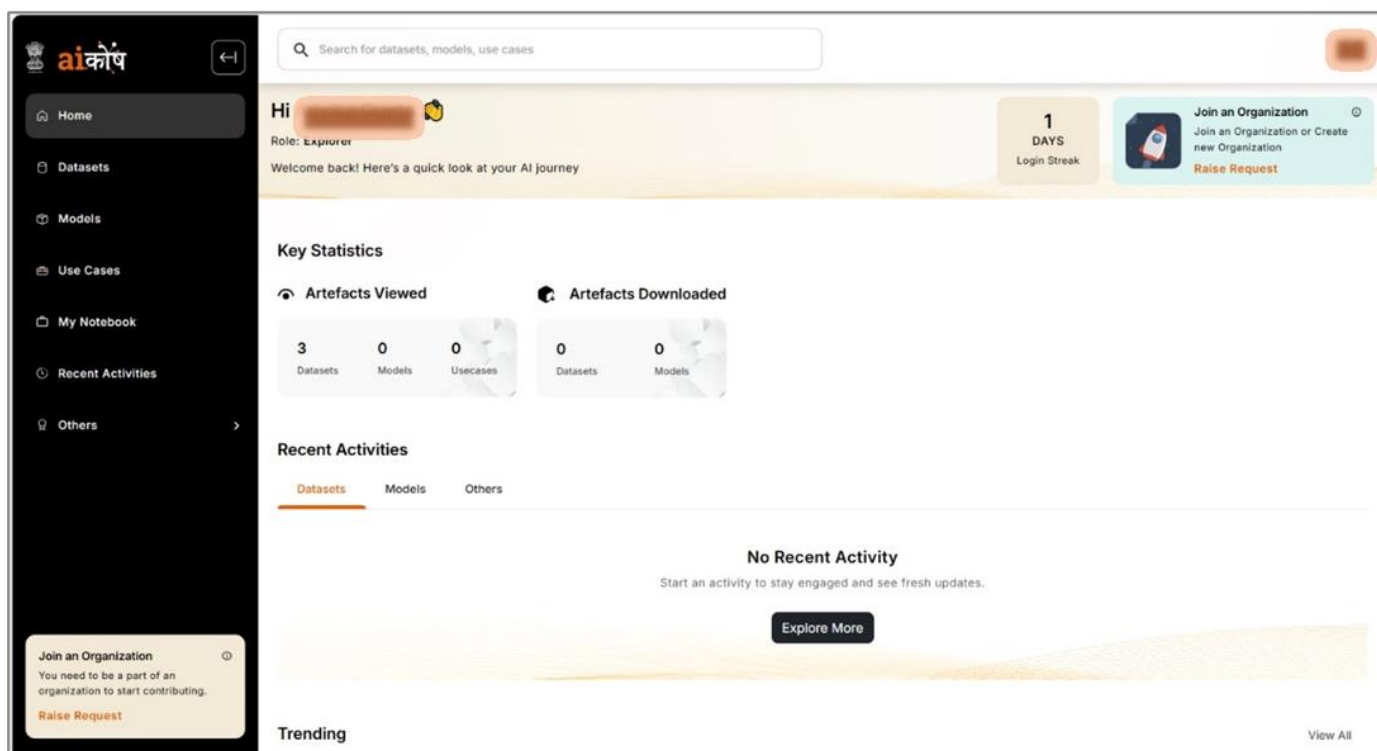 aiकोष
Home
Datasets
Models
Use Cases
My Notebook
Recent Activities
Others
Join an Organization
You need to be a part of an
organization to start contributing.
Raise Request
Search for datasets, models, use cases
Hi
Role: Explorer
Welcome back! Here's a quick look at your AI journey
1
DAYS
Login Streak
Join an Organization
Join an Organization or Create
new Organization
Raise Request
Key Statistics
Artefacts Viewed
3 0 0
Datasets Models Usecases
Artefacts Downloaded
0 0
Datasets Models
Recent Activities
Datasets Models Others
No Recent Activity
Start an activity to stay engaged and see fresh updates.
Explore More
Trending
View All